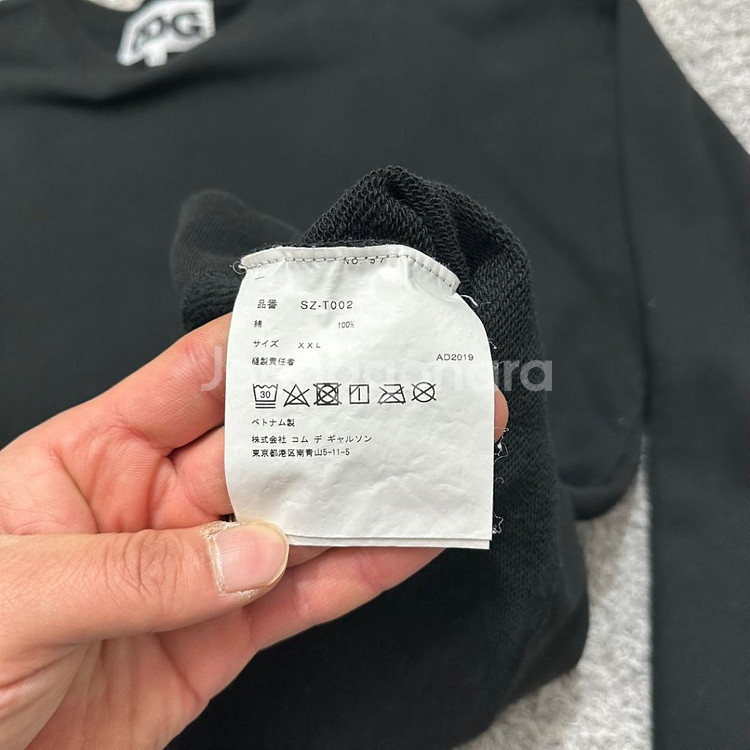 CDG
品番 SZ-T002
綿 100%
サイズ XXL
縫製責任者 AD2019
30
ベトナム製
株式会社 コム デ ギャルソン
東京都港区南青山5-11-5